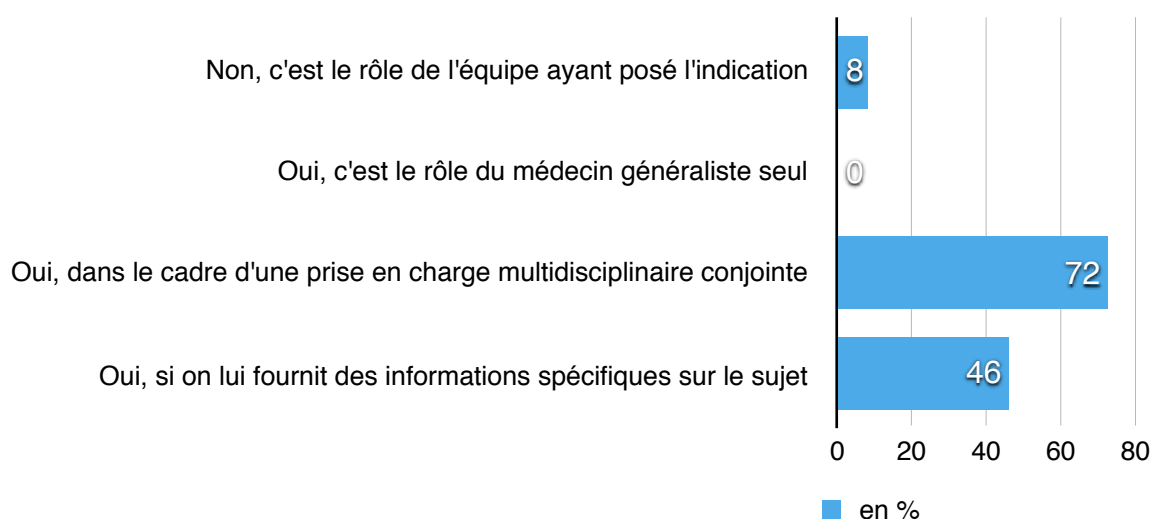 Non, c'est le rôle de l'équipe ayant posé l'indication
8
Oui, c'est le rôle du médecin généraliste seul
0
Oui, dans le cadre d'une prise en charge multidisciplinaire conjointe
72
Oui, si on lui fournit des informations spécifiques sur le sujet
46
0 20 40 60 80
en %